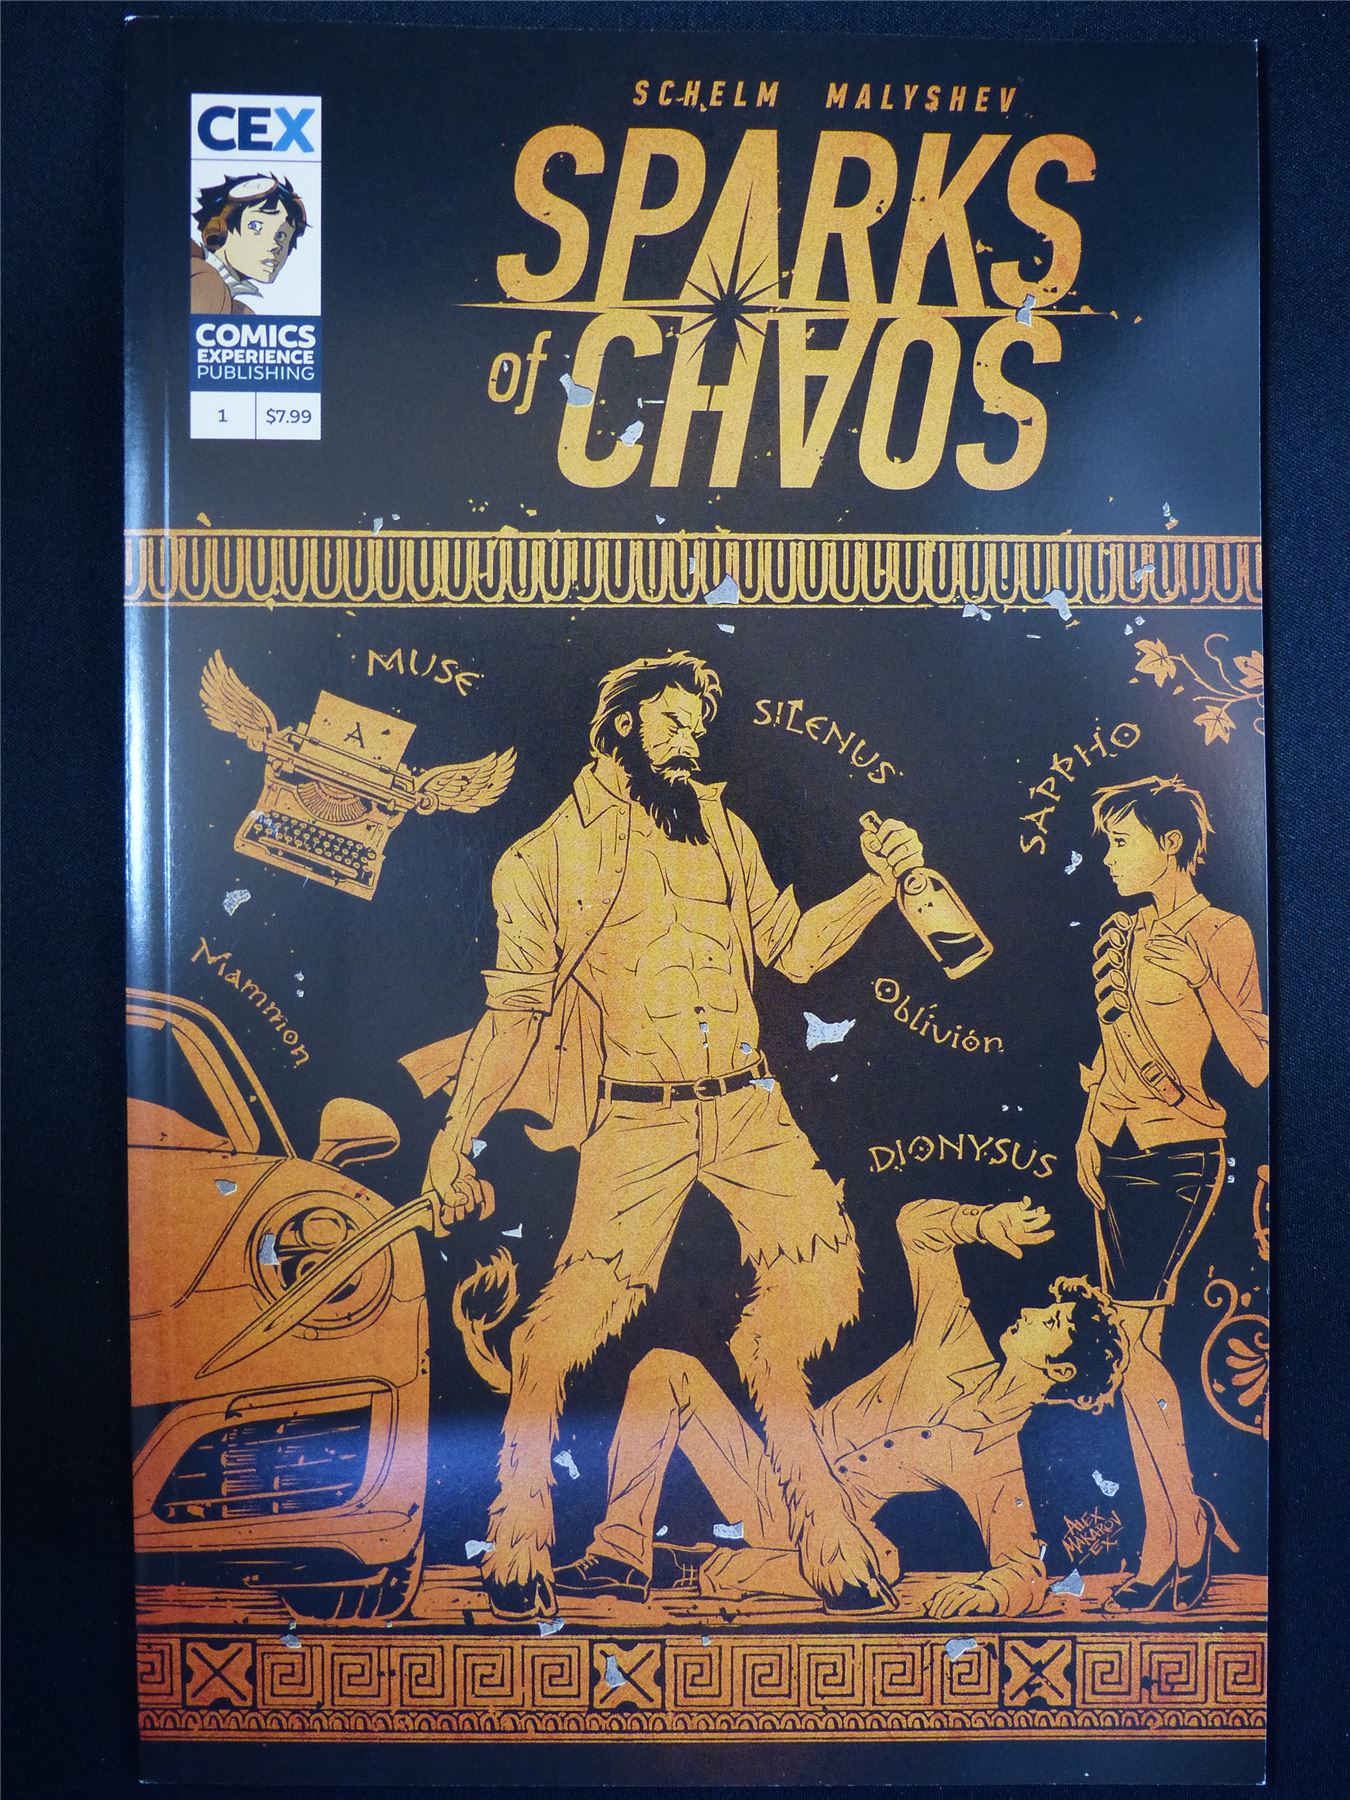 CEX
COMICS
EXPERIENCE
PUBLISHING
1 $7.99
SCHELM MALYSHEV
SPARKS
of CHAOS
MUSE
A
SILENUS
SAPPHO
Mammon
Oblivion
DIONYSUS
ALEX
MAKAROV
EX